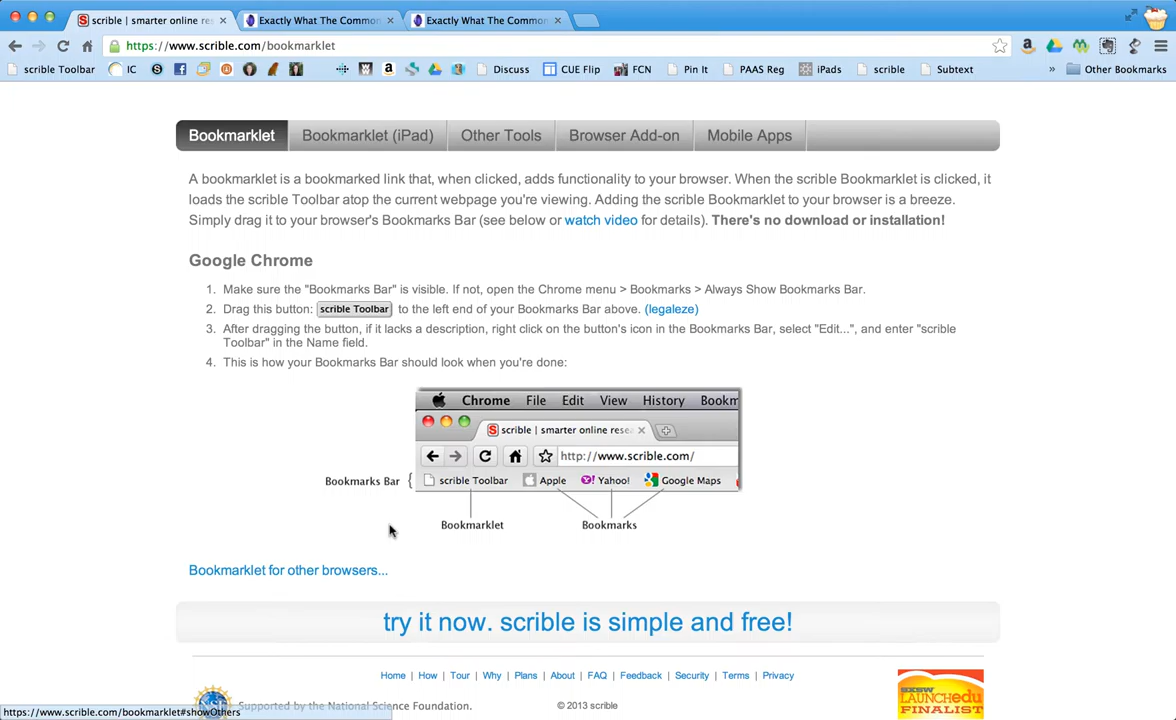 scrible | smarter online res
Exactly What The Common
Exactly What The Common
https://www.scrible.com/bookmarklet
scrible Toolbar
IC
Discuss
CUE Flip
FCN
Pin It
PAAS Reg
iPads
scrible
Subtext
»
Other Bookmarks
Bookmarklet
Bookmarklet (iPad)
Other Tools
Browser Add-on
Mobile Apps
A bookmarklet is a bookmarked link that, when clicked, adds functionality to your browser. When the scrible Bookmarklet is clicked, it
loads the scrible Toolbar atop the current webpage you're viewing. Adding the scrible Bookmarklet to your browser is a breeze.
Simply drag it to your browser's Bookmarks Bar (see below or watch video for details). There's no download or installation!
Google Chrome
1. Make sure the "Bookmarks Bar" is visible. If not, open the Chrome menu > Bookmarks > Always Show Bookmarks Bar.
2. Drag this button: scrible Toolbar to the left end of your Bookmarks Bar above. (legaleze)
3. After dragging the button, if it lacks a description, right click on the button's icon in the Bookmarks Bar, select "Edit...", and enter "scrible
Toolbar" in the Name field.
4. This is how your Bookmarks Bar should look when you're done:
Chrome File Edit View History Bookm
scrible | smarter online rese
http://www.scrible.com/
Bookmarks Bar {
scrible Toolbar Apple Yahoo! Google Maps
Bookmarklet
Bookmarks
Bookmarklet for other browsers...
try it now. scrible is simple and free!
Home | How | Tour | Why | Plans | About | FAQ | Feedback | Security | Terms | Privacy
Supported by the National Science Foundation.
© 2013 scrible
SXSW
LAUNCHedu
FINALIST
https://www.scrible.com/bookmarklet#showOthers